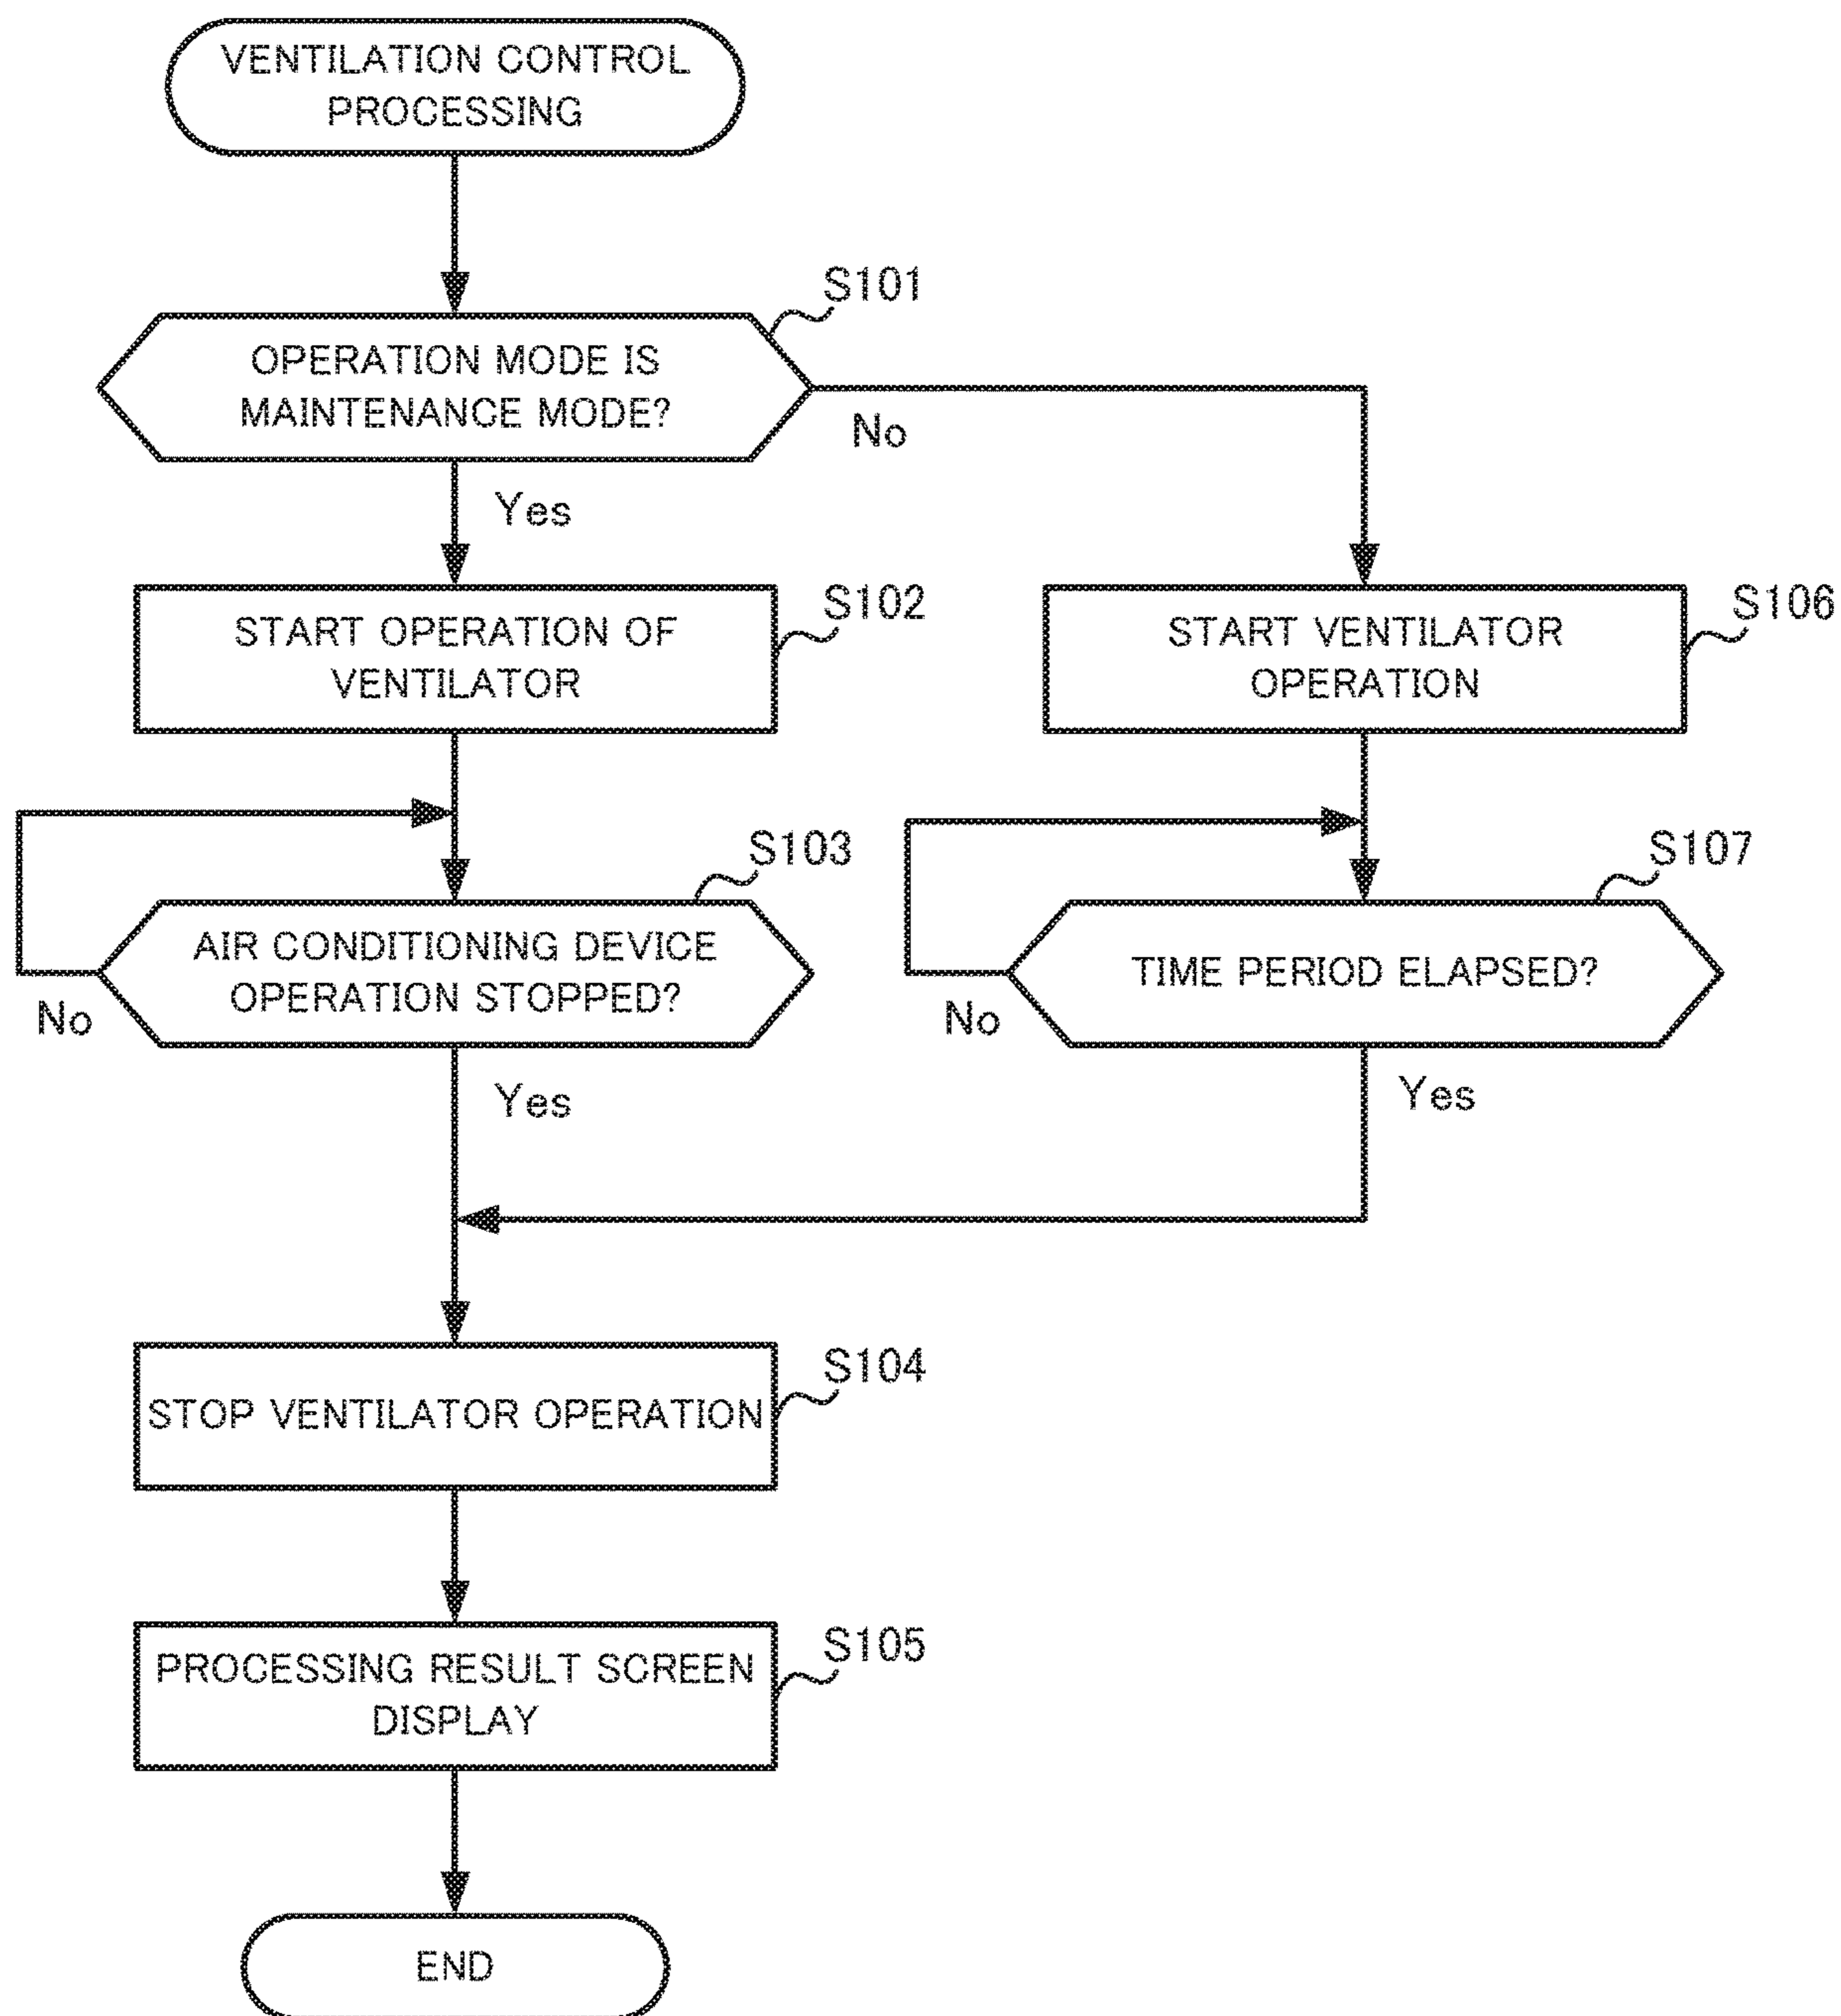 VENTILATION CONTROL
PROCESSING
S101
OPERATION MODE IS
MAINTENANCE MODE?
No
Yes
S102
START OPERATION OF
VENTILATOR
S106
START VENTILATOR
OPERATION
S103
AIR CONDITIONING DEVICE
OPERATION STOPPED?
No
Yes
S107
TIME PERIOD ELAPSED?
No
Yes
S104
STOP VENTILATOR OPERATION
S105
PROCESSING RESULT SCREEN
DISPLAY
END